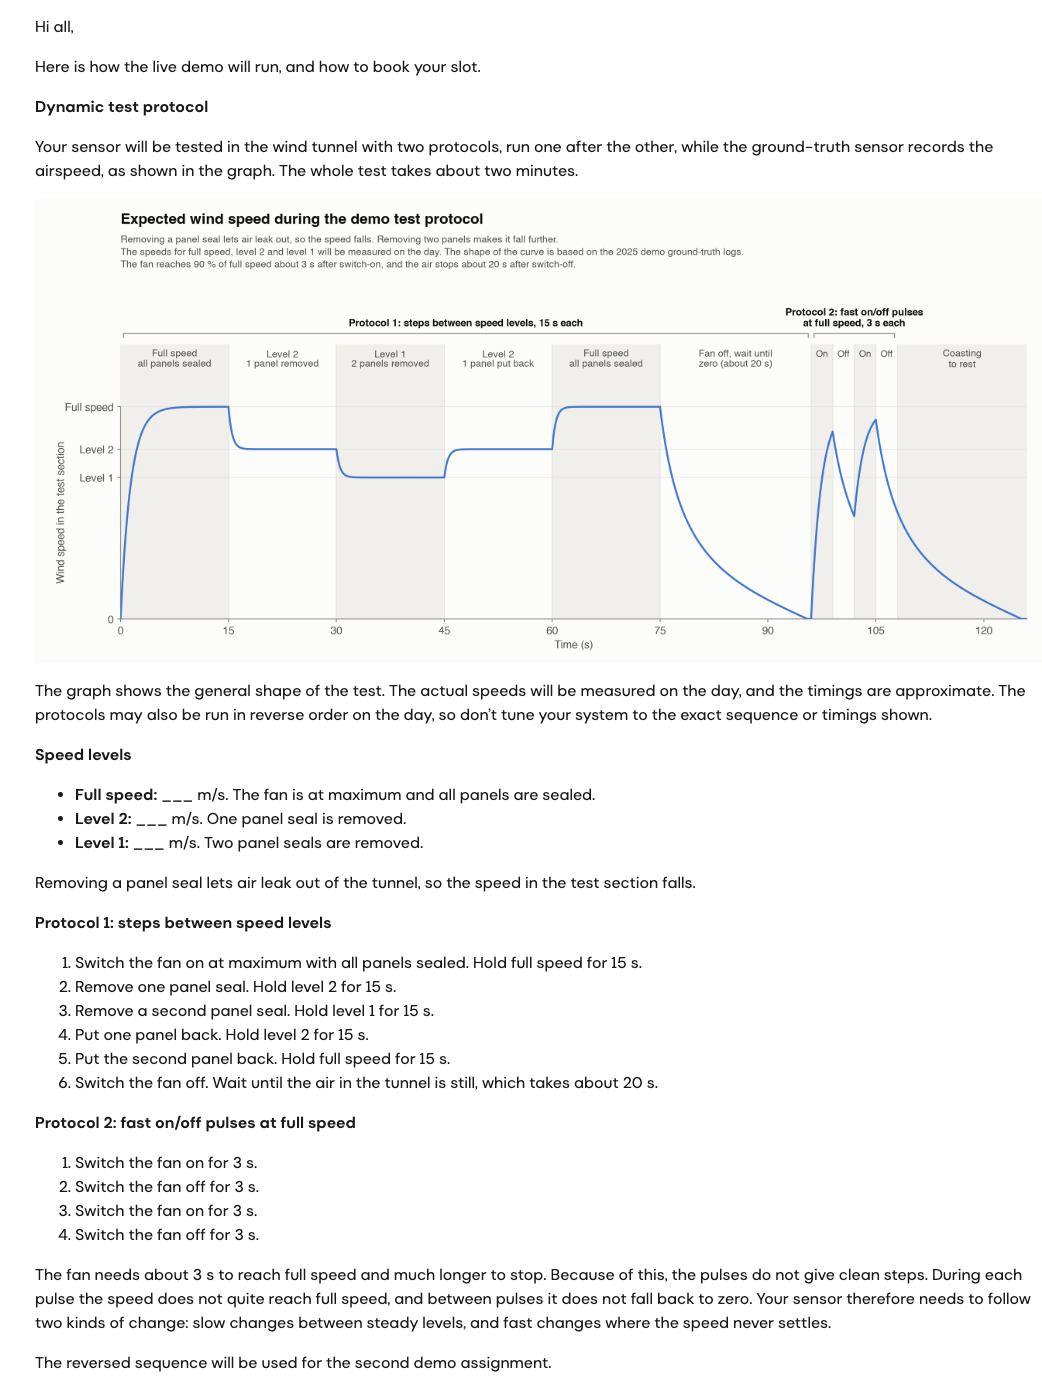 Hi all,
Here is how the live demo will run, and how to book your slot.
Dynamic test protocol
Your sensor will be tested in the wind tunnel with two protocols, run one after the other, while the ground-truth sensor records the
airspeed, as shown in the graph. The whole test takes about two minutes.
Expected wind speed during the demo test protocol
Removing a panel seal lets air leak out, so the speed falls. Removing two panels makes it fall further.
The speeds for full speed, level 2 and level 1 will be measured on the day. The shape of the curve is based on the 2025 demo ground-truth logs.
The fan reaches 90 % of full speed about 3 s after switch-on, and the air stops about 20 s after switch-off.
Protocol 1: steps between speed levels, 15 s each
Protocol 2: fast on/off pulses
at full speed, 3 s each
Full speed
all panels sealed
Level 2
1 panel removed
Level 1
2 panels removed
Level 2
1 panel put back
Full speed
all panels sealed
Fan off, wait until
zero (about 20 s)
On
Off
On
Off
Coasting
to rest
Wind speed in the test section
Full speed
Level 2
Level 1
0
0 15 30 45 60 75 90 105 120
Time (s)
The graph shows the general shape of the test. The actual speeds will be measured on the day, and the timings are approximate. The
protocols may also be run in reverse order on the day, so don't tune your system to the exact sequence or timings shown.
Speed levels
• Full speed: ___ m/s. The fan is at maximum and all panels are sealed.
• Level 2: ___ m/s. One panel seal is removed.
• Level 1: ___ m/s. Two panel seals are removed.
Removing a panel seal lets air leak out of the tunnel, so the speed in the test section falls.
Protocol 1: steps between speed levels
1. Switch the fan on at maximum with all panels sealed. Hold full speed for 15 s.
2. Remove one panel seal. Hold level 2 for 15 s.
3. Remove a second panel seal. Hold level 1 for 15 s.
4. Put one panel back. Hold level 2 for 15 s.
5. Put the second panel back. Hold full speed for 15 s.
6. Switch the fan off. Wait until the air in the tunnel is still, which takes about 20 s.
Protocol 2: fast on/off pulses at full speed
1. Switch the fan on for 3 s.
2. Switch the fan off for 3 s.
3. Switch the fan on for 3 s.
4. Switch the fan off for 3 s.
The fan needs about 3 s to reach full speed and much longer to stop. Because of this, the pulses do not give clean steps. During each
pulse the speed does not quite reach full speed, and between pulses it does not fall back to zero. Your sensor therefore needs to follow
two kinds of change: slow changes between steady levels, and fast changes where the speed never settles.
The reversed sequence will be used for the second demo assignment.